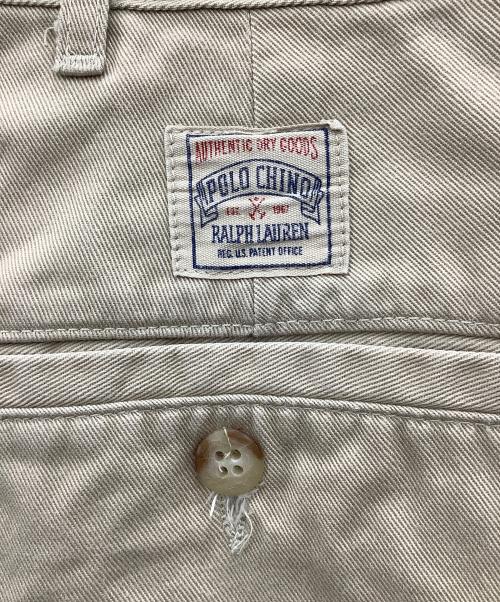 AUTHENTIC DRY GOODS
POLO CHINO
EST. 1967
RALPH LAUREN
REG. U.S. PATENT OFFICE